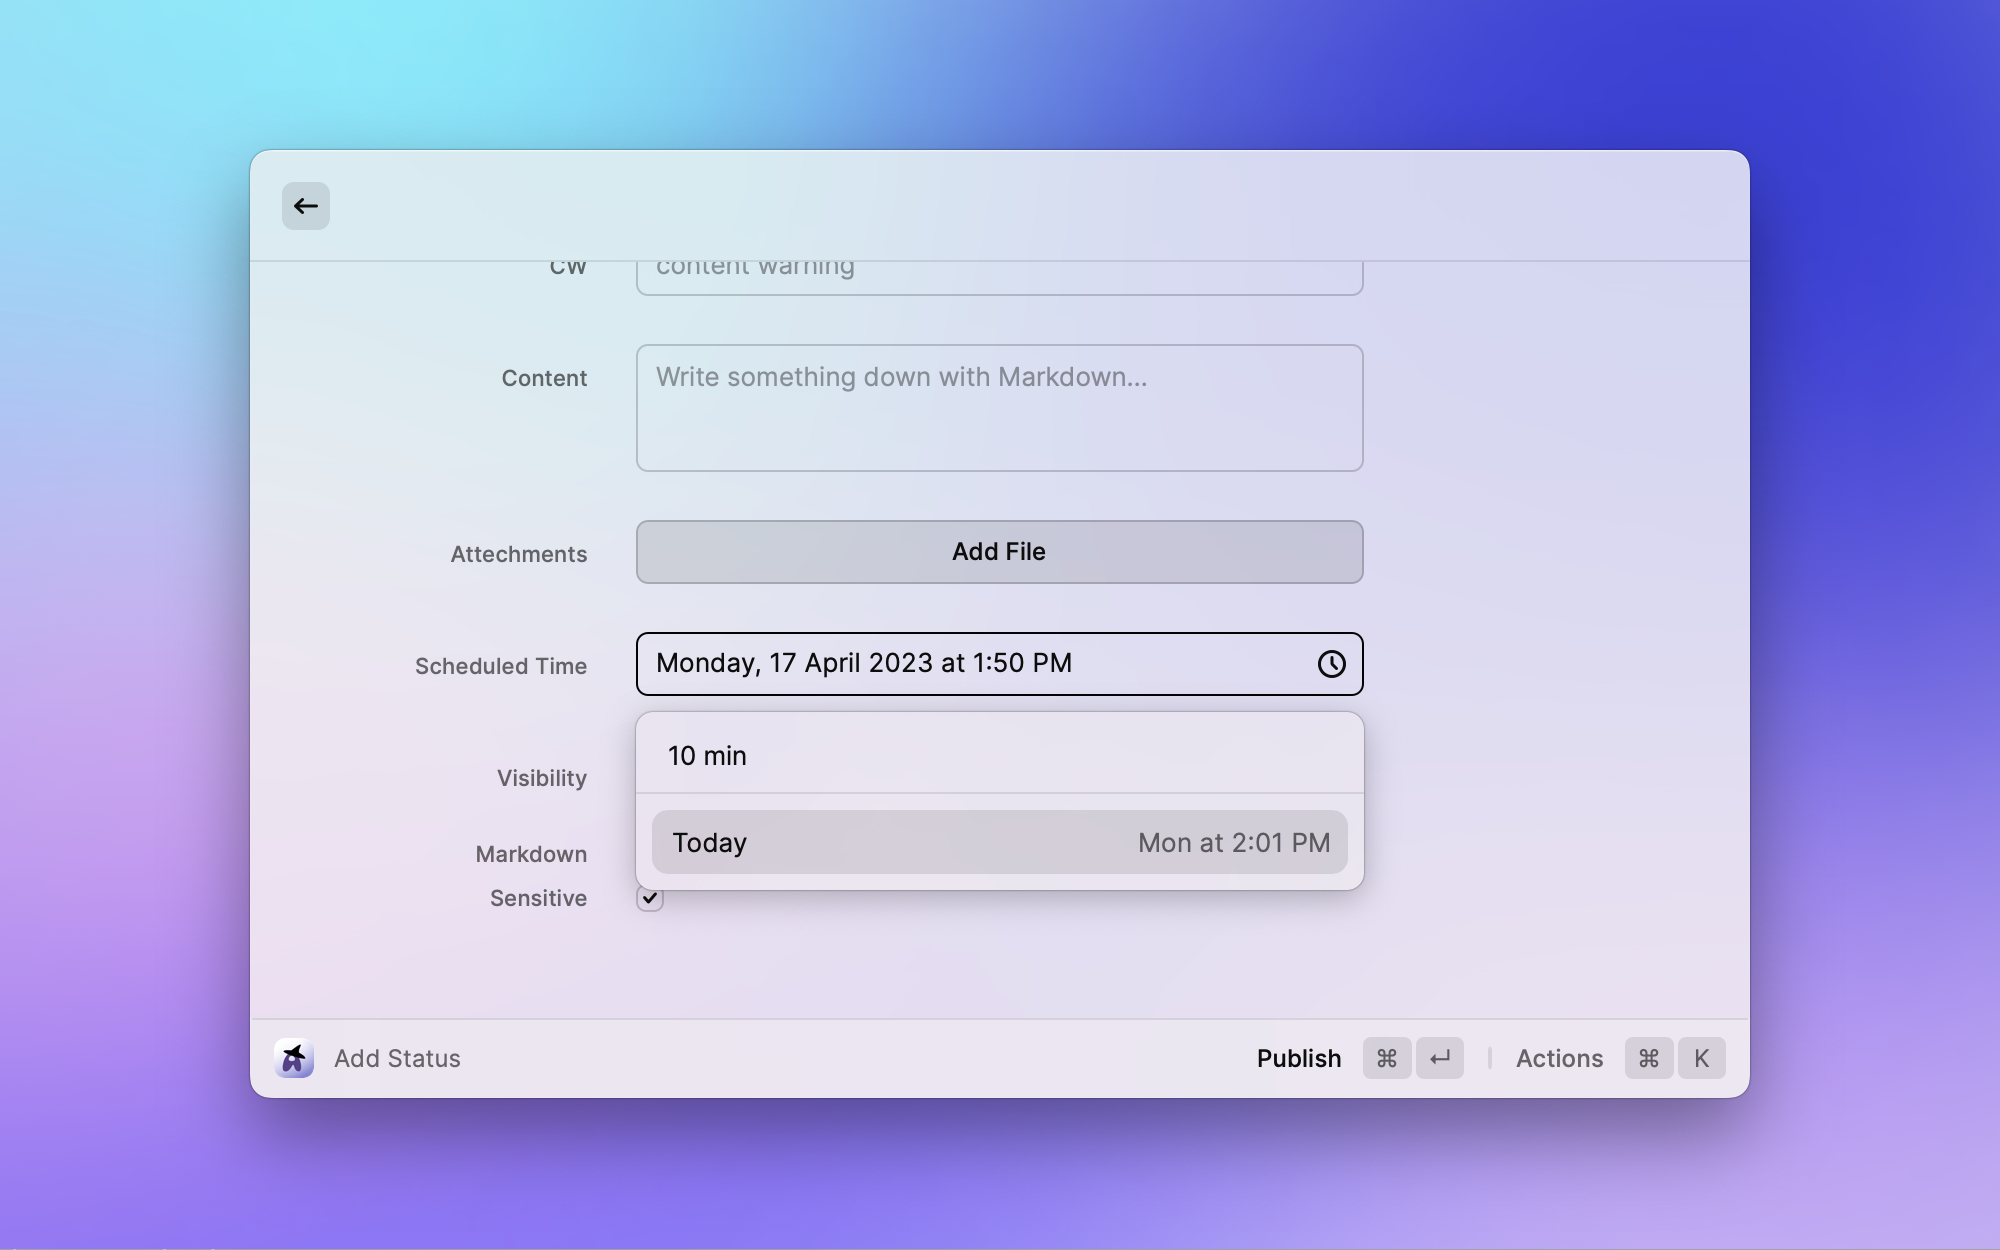 CW content warning
Content Write something down with Markdown...
Attechments Add File
Scheduled Time Monday, 17 April 2023 at 1:50 PM
10 min
Visibility
Today Mon at 2:01 PM
Markdown
Sensitive
Add Status Publish ⌘ ↵ Actions ⌘ K